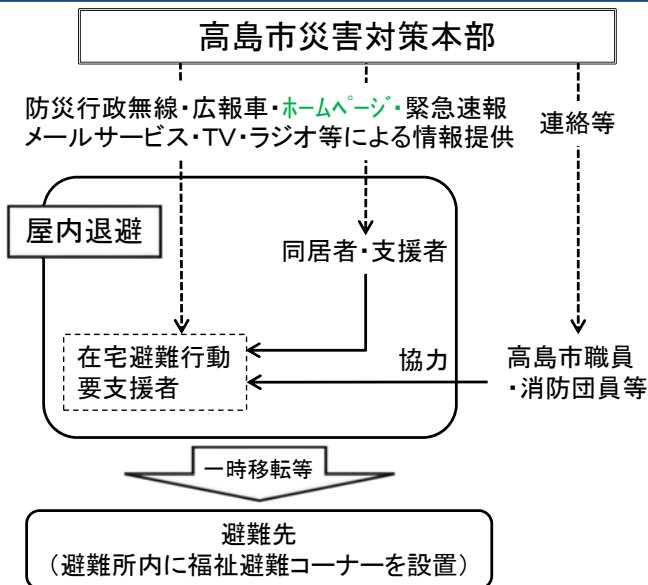 高島市災害対策本部
防災行政無線・広報車・ﾎｰﾑﾍﾟｰｼﾞ・緊急速報
メールサービス・TV・ラジオ等による情報提供
連絡等
屋内退避
同居者・支援者
在宅避難行動
要支援者
協力
高島市職員
・消防団員等
一時移転等
避難先
（避難所内に福祉避難コーナーを設置）